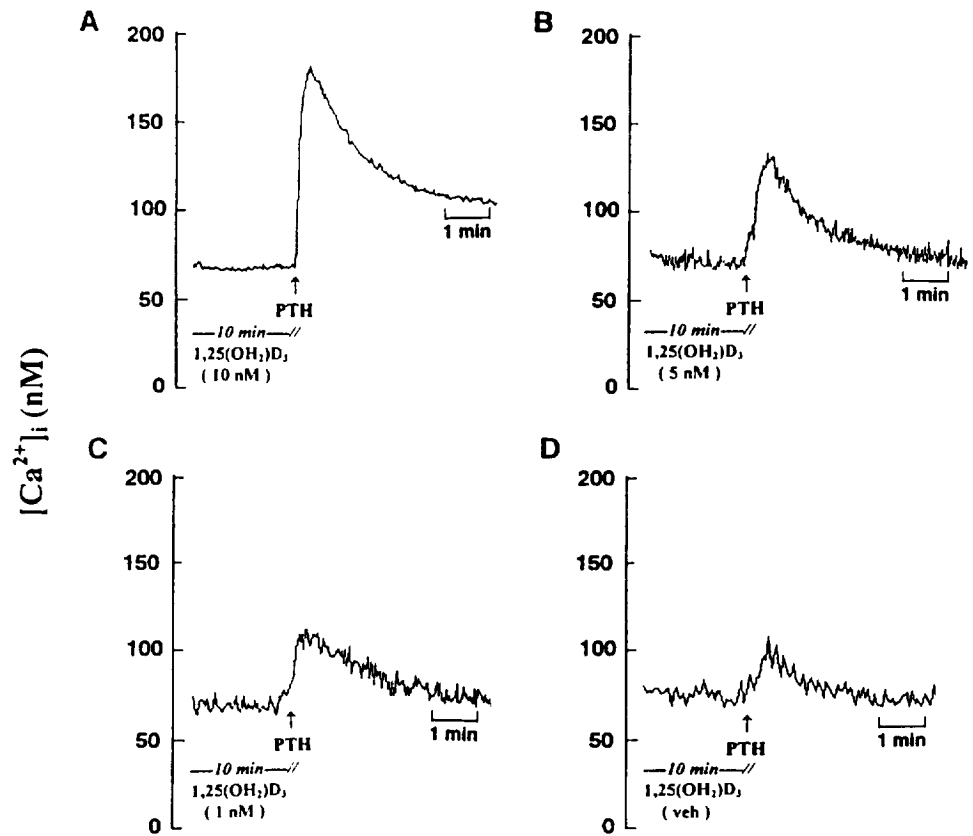 [Ca²⁺]ᵢ (nM)
A
200
150
100
50
0
1 min
PTH
10 min
1,25(OH₂)D₃
( 10 nM )
B
200
150
100
50
0
1 min
PTH
10 min
1,25(OH₂)D₃
( 5 nM )
C
200
150
100
50
0
1 min
PTH
10 min
1,25(OH₂)D₃
( 1 nM )
D
200
150
100
50
0
1 min
PTH
10 min
1,25(OH₂)D₃
( veh )